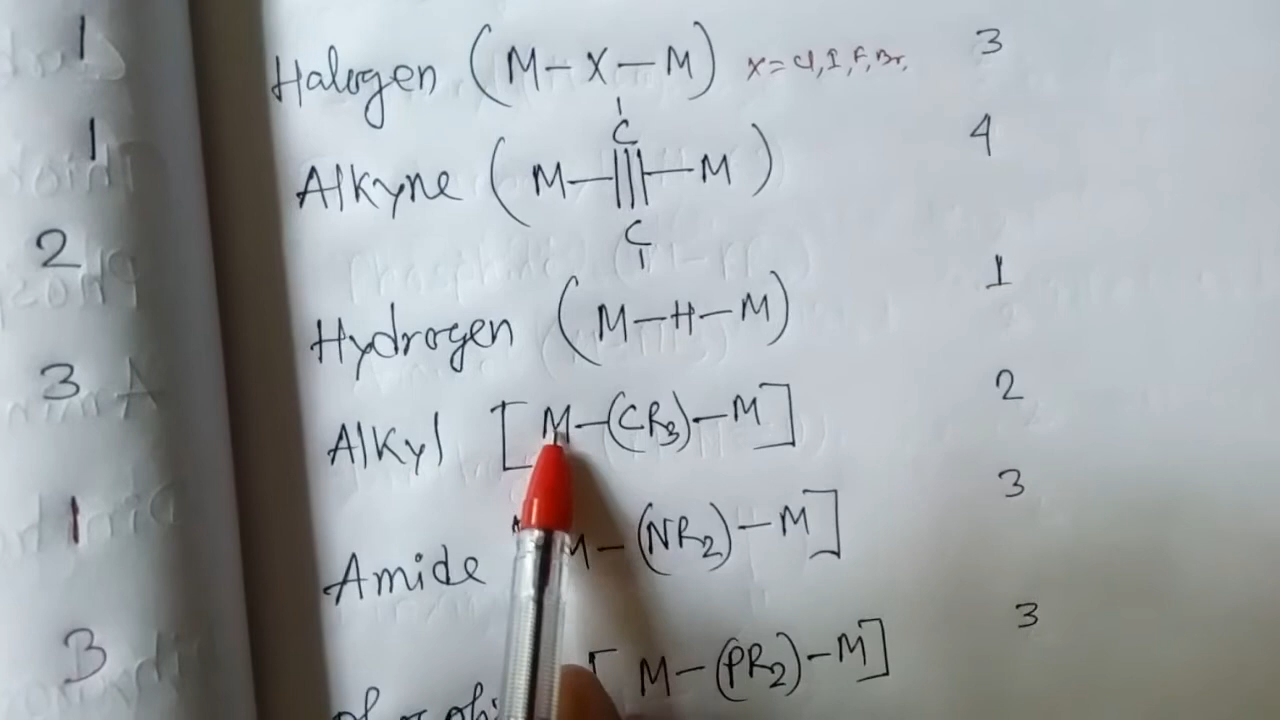 1
Halogen (M-X-M) X=Cl,I,F,Br, 3
1
C
Alkyne (M-|||-M) 4
C
2
Hydrogen (M-H-M) 1
3
Alkyl [M-(CR3)-M] 2
1
Amide M-(NR2)-M] 3
3
[M-(PR2)-M] 3